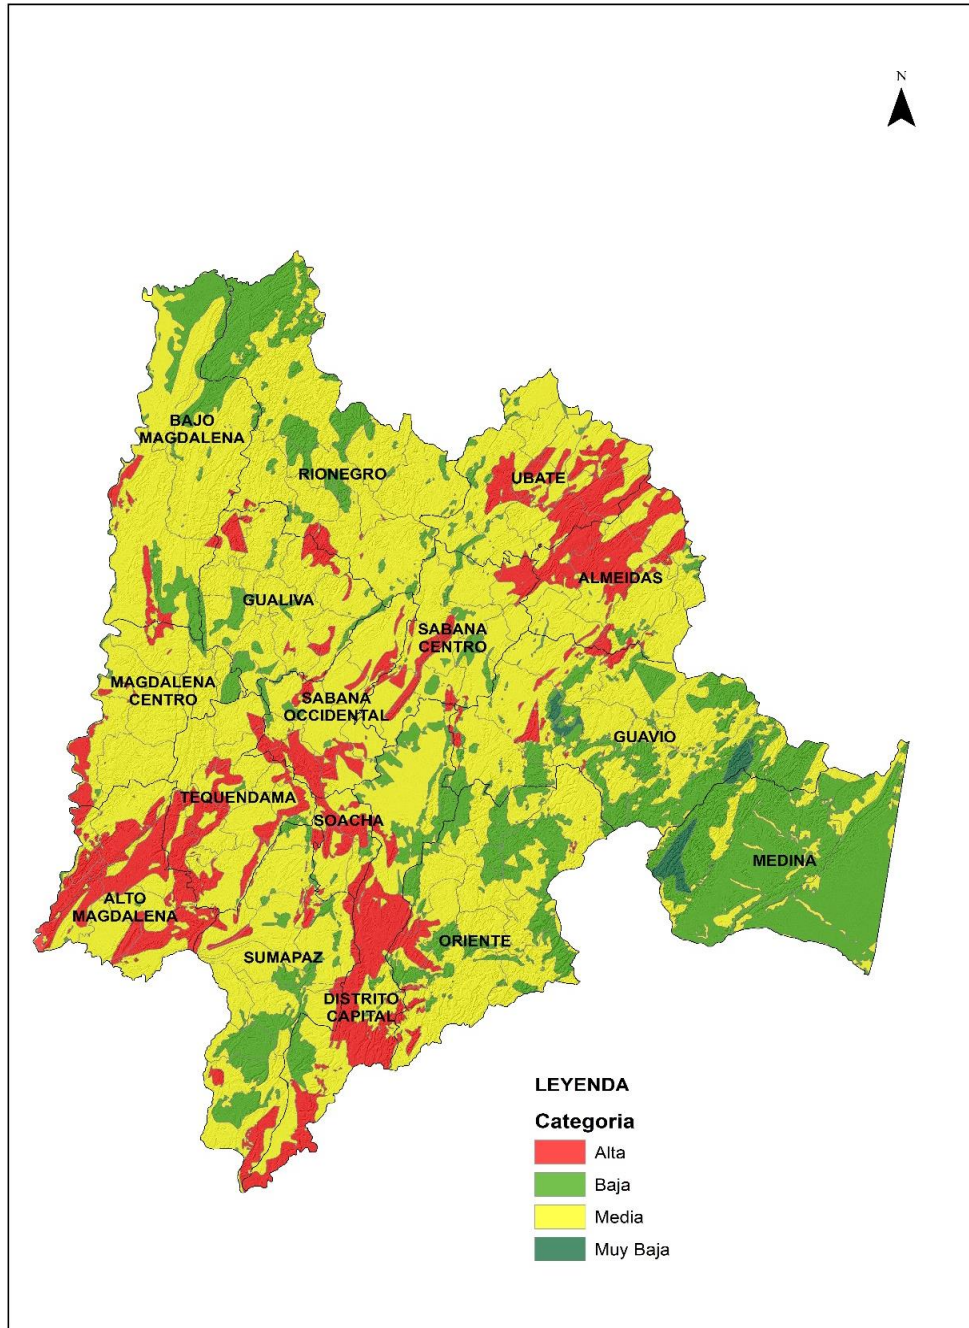 N
BAJO
MAGDALENA
RIONEGRO
UBATE
ALMEIDAS
GUALIVA
SABANA
CENTRO
MAGDALENA
CENTRO
SABANA
OCCIDENTAL
GUAVIO
TEQUENDAMA
SOACHA
MEDINA
ALTO
MAGDALENA
ORIENTE
SUMAPAZ
DISTRITO
CAPITAL
LEYENDA
Categoria
Alta
Baja
Media
Muy Baja